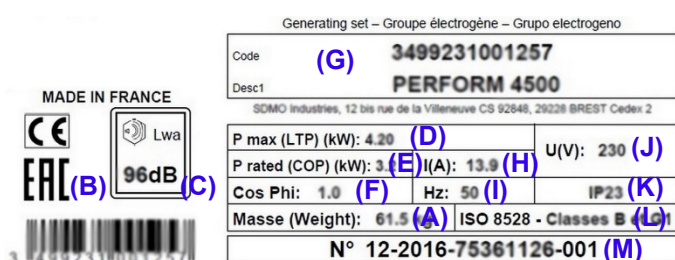 Generating set – Groupe électrogène – Grupo electrogeno
Code (G) 3499231001257
Desc1 PERFORM 4500
SDMO Industries, 12 bis rue de la Villeneuve CS 92848, 29228 BREST Cedex 2
MADE IN FRANCE
CE
Lwa
96dB (C)
EAC (B)
P max (LTP) (kW): 4.20 (D)
U(V): 230 (J)
P rated (COP) (kW): (E) I(A): 13.9 (H)
Cos Phi: 1.0 (F) Hz: 50 (I) IP23 (K)
Masse (Weight): 61.5 (A) ISO 8528 - Classes B (L)
N° 12-2016-75361126-001 (M)
3 499231 001257